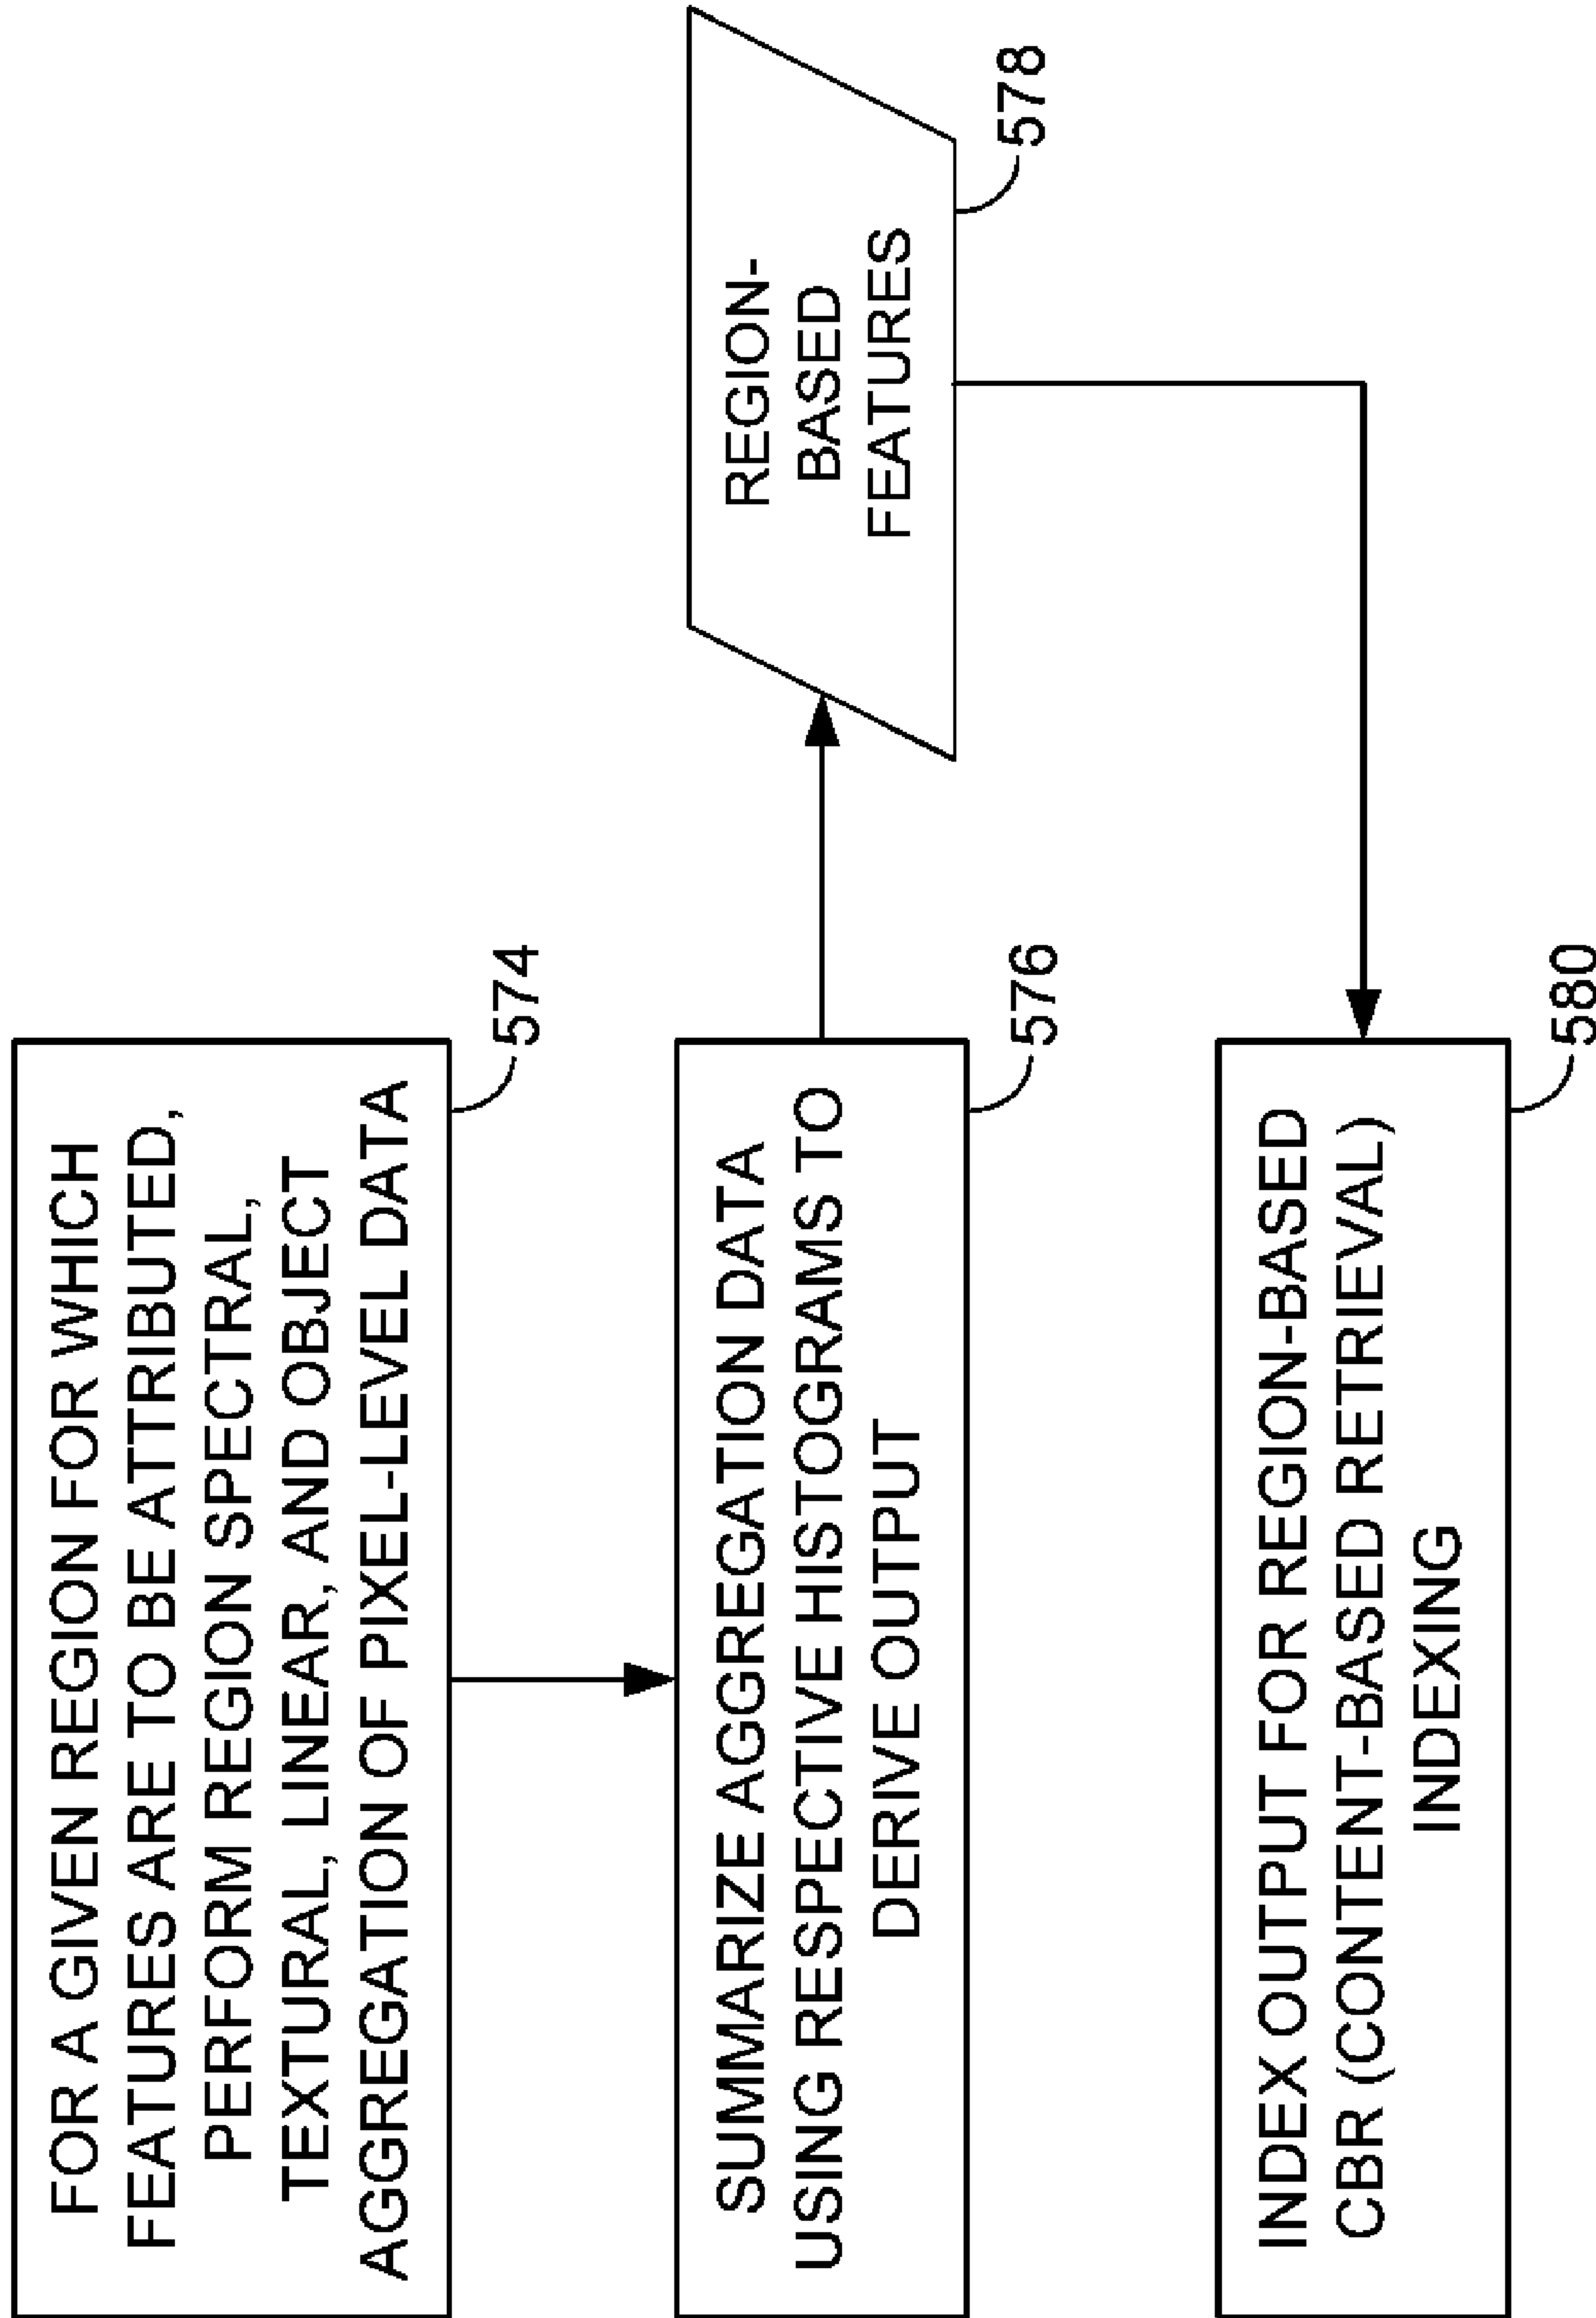 FOR A GIVEN REGION FOR WHICH
FEATURES ARE TO BE ATTRIBUTED,
PERFORM REGION SPECTRAL,
TEXTURAL, LINEAR, AND OBJECT
AGGREGATION OF PIXEL-LEVEL DATA
574
SUMMARIZE AGGREGATION DATA
USING RESPECTIVE HISTOGRAMS TO
DERIVE OUTPUT
576
REGION-
BASED
FEATURES
578
INDEX OUTPUT FOR REGION-BASED
CBR (CONTENT-BASED RETRIEVAL)
INDEXING
580